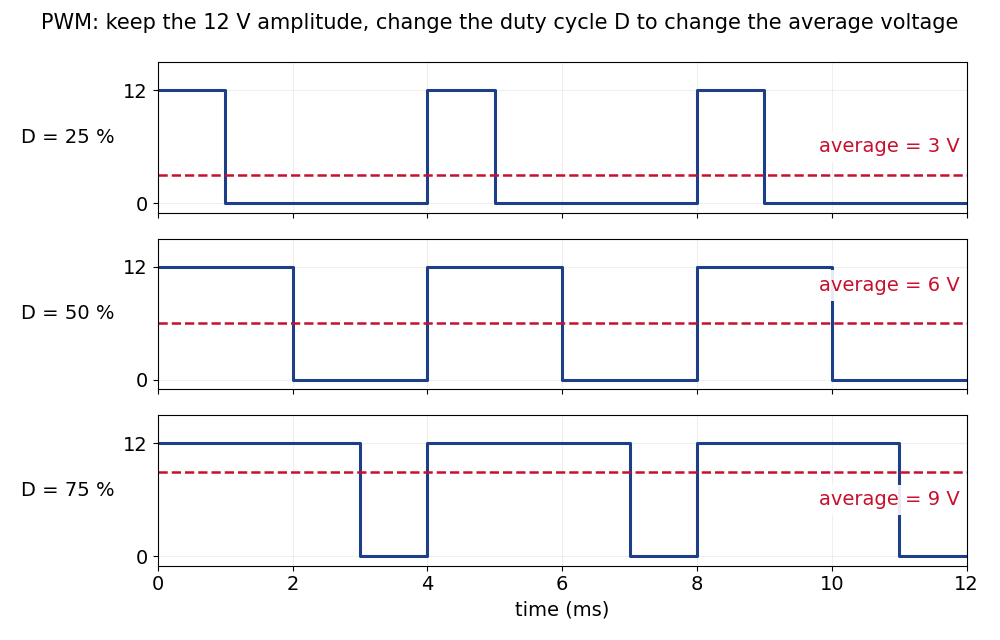 PWM: keep the 12 V amplitude, change the duty cycle D to change the average voltage
12
D = 25 %
average = 3 V
0
12
average = 6 V
D = 50 %
0
12
D = 75 %
average = 9 V
0
0 2 4 6 8 10 12
time (ms)